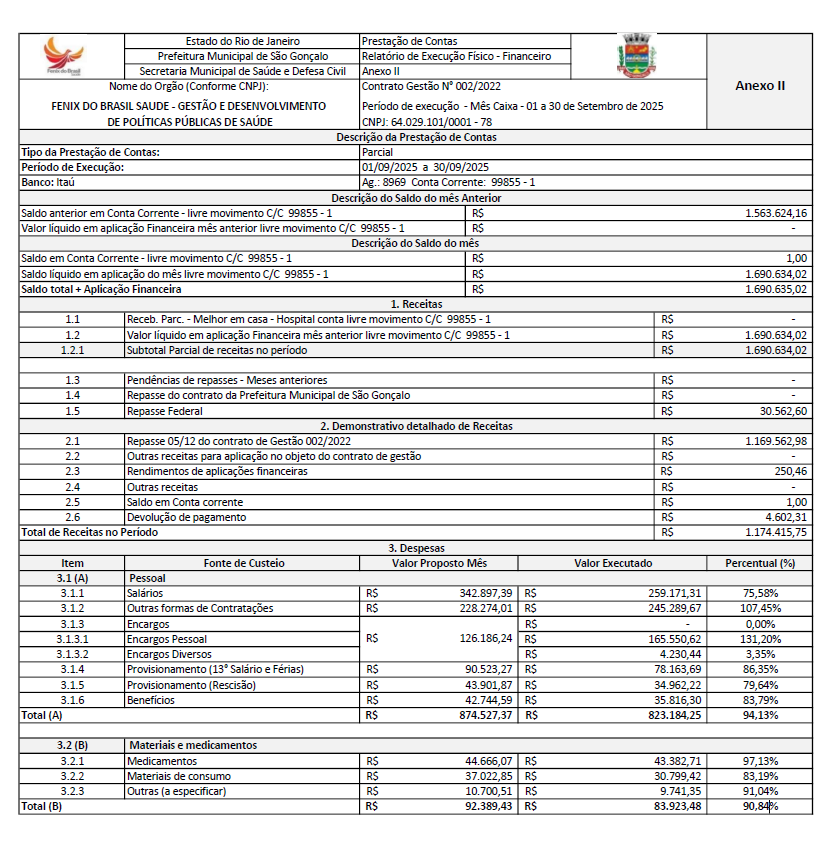 Estado do Rio de Janeiro Prestação de Contas
Prefeitura Municipal de São Gonçalo Relatório de Execução Físico - Financeiro
Fenix do Brasil
Secretaria Municipal de Saúde e Defesa Civil Anexo II
Nome do Orgão (Conforme CNPJ): Contrato Gestão N° 002/2022 Anexo II
FENIX DO BRASIL SAUDE - GESTÃO E DESENVOLVIMENTO Período de execução - Mês Caixa - 01 a 30 de Setembro de 2025
DE POLÍTICAS PÚBLICAS DE SAÚDE CNPJ: 64.029.101/0001 - 78
Descrição da Prestação de Contas
Tipo da Prestação de Contas: Parcial
Período de Execução: 01/09/2025 a 30/09/2025
Banco: Itaú Ag.: 8969 Conta Corrente: 99855 - 1
Descrição do Saldo do mês Anterior
Saldo anterior em Conta Corrente - livre movimento C/C 99855 - 1 R$ 1.563.624,16
Valor líquido em aplicação Financeira mês anterior livre movimento C/C 99855 - 1 R$ -
Descrição do Saldo do mês
Saldo em Conta Corrente - livre movimento C/C 99855 - 1 R$ 1,00
Saldo líquido em aplicação do mês livre movimento C/C 99855 - 1 R$ 1.690.634,02
Saldo total + Aplicação Financeira R$ 1.690.635,02
1. Receitas
1.1 Receb. Parc. - Melhor em casa - Hospital conta livre movimento C/C 99855 - 1 R$ -
1.2 Valor líquido em aplicação Financeira mês anterior livre movimento C/C 99855 - 1 R$ 1.690.634,02
1.2.1 Subtotal Parcial de receitas no período R$ 1.690.634,02
1.3 Pendências de repasses - Meses anteriores R$ -
1.4 Repasse do contrato da Prefeitura Municipal de São Gonçalo R$ -
1.5 Repasse Federal R$ 30.562,60
2. Demonstrativo detalhado de Receitas
2.1 Repasse 05/12 do contrato de Gestão 002/2022 R$ 1.169.562,98
2.2 Outras receitas para aplicação no objeto do contrato de gestão R$ -
2.3 Rendimentos de aplicações financeiras R$ 250,46
2.4 Outras receitas R$ -
2.5 Saldo em Conta corrente R$ 1,00
2.6 Devolução de pagamento R$ 4.602,31
Total de Receitas no Período R$ 1.174.415,75
3. Despesas
Item Fonte de Custeio Valor Proposto Mês Valor Executado Percentual (%)
3.1 (A) Pessoal
3.1.1 Salários R$ 342.897,39 R$ 259.171,31 75,58%
3.1.2 Outras formas de Contratações R$ 228.274,01 R$ 245.289,67 107,45%
3.1.3 Encargos R$ - 0,00%
3.1.3.1 Encargos Pessoal R$ 126.186,24 R$ 165.550,62 131,20%
3.1.3.2 Encargos Diversos R$ 4.230,44 3,35%
3.1.4 Provisionamento (13° Salário e Férias) R$ 90.523,27 R$ 78.163,69 86,35%
3.1.5 Provisionamento (Rescisão) R$ 43.901,87 R$ 34.962,22 79,64%
3.1.6 Benefícios R$ 42.744,59 R$ 35.816,30 83,79%
Total (A) R$ 874.527,37 R$ 823.184,25 94,13%
3.2 (B) Materiais e medicamentos
3.2.1 Medicamentos R$ 44.666,07 R$ 43.382,71 97,13%
3.2.2 Materiais de consumo R$ 37.022,85 R$ 30.799,42 83,19%
3.2.3 Outras (a especificar) R$ 10.700,51 R$ 9.741,35 91,04%
Total (B) R$ 92.389,43 R$ 83.923,48 90,84%